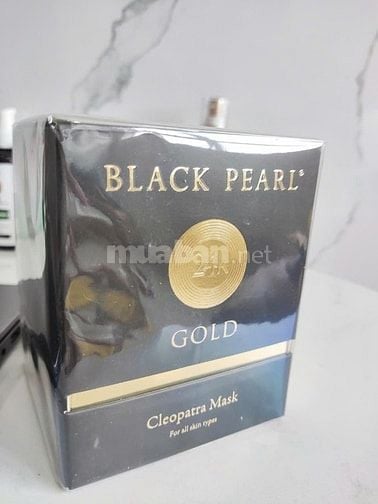 BLACK PEARL®
24K
muaban.net
GOLD
Cleopatra Mask
For all skin types